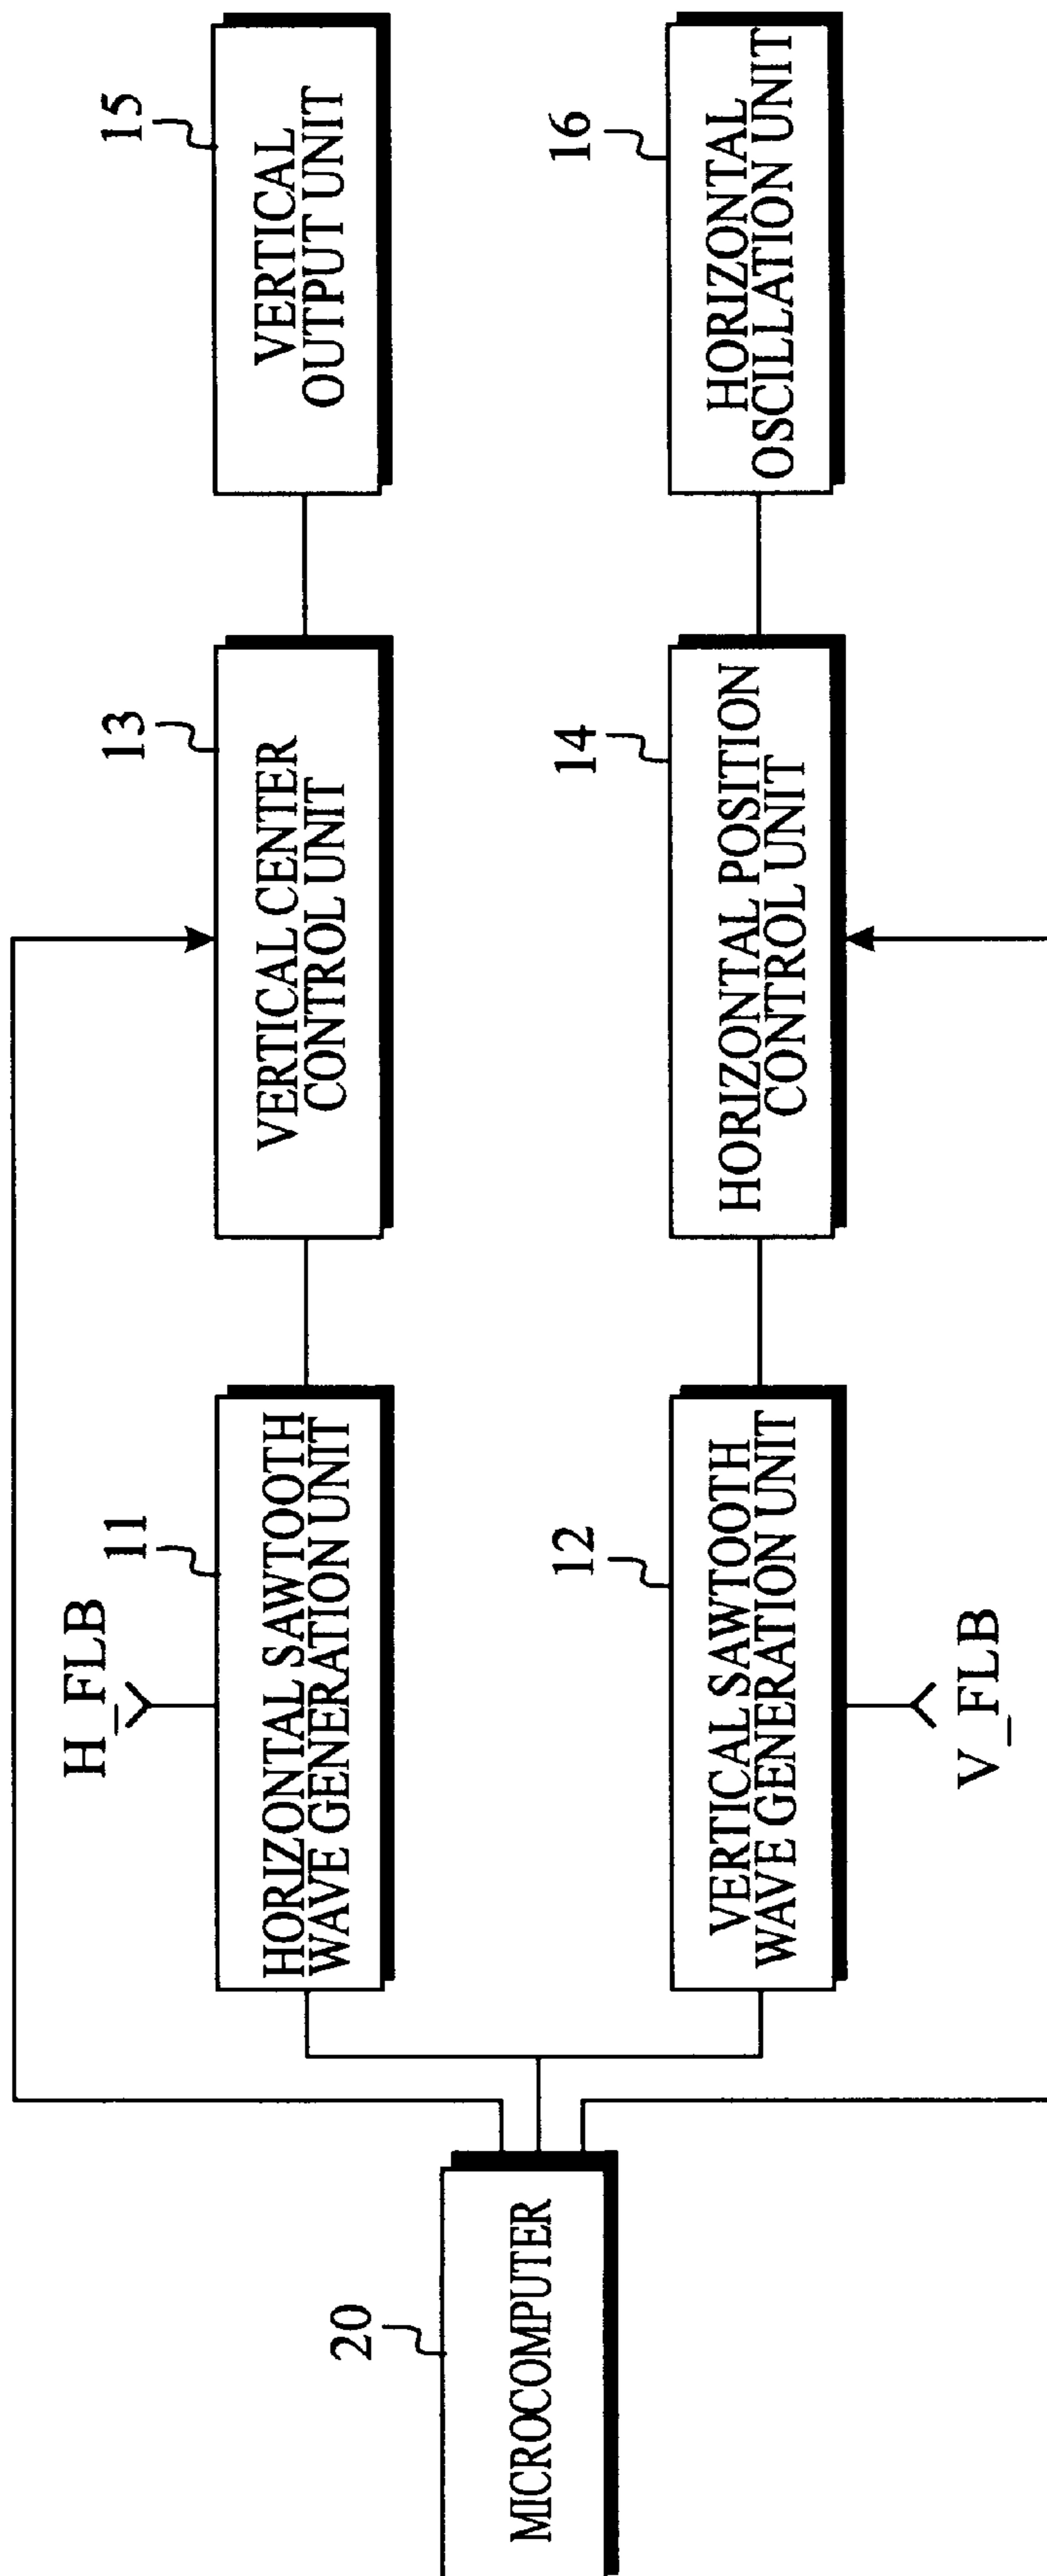 20
MICROCOMPUTER
H_FLB
11
HORIZONTAL SAWTOOTH
WAVE GENERATION UNIT
13
VERTICAL CENTER
CONTROL UNIT
15
VERTICAL
OUTPUT UNIT
12
VERTICAL SAWTOOTH
WAVE GENERATION UNIT
V_FLB
14
HORIZONTAL POSITION
CONTROL UNIT
16
HORIZONTAL
OSCILLATION UNIT